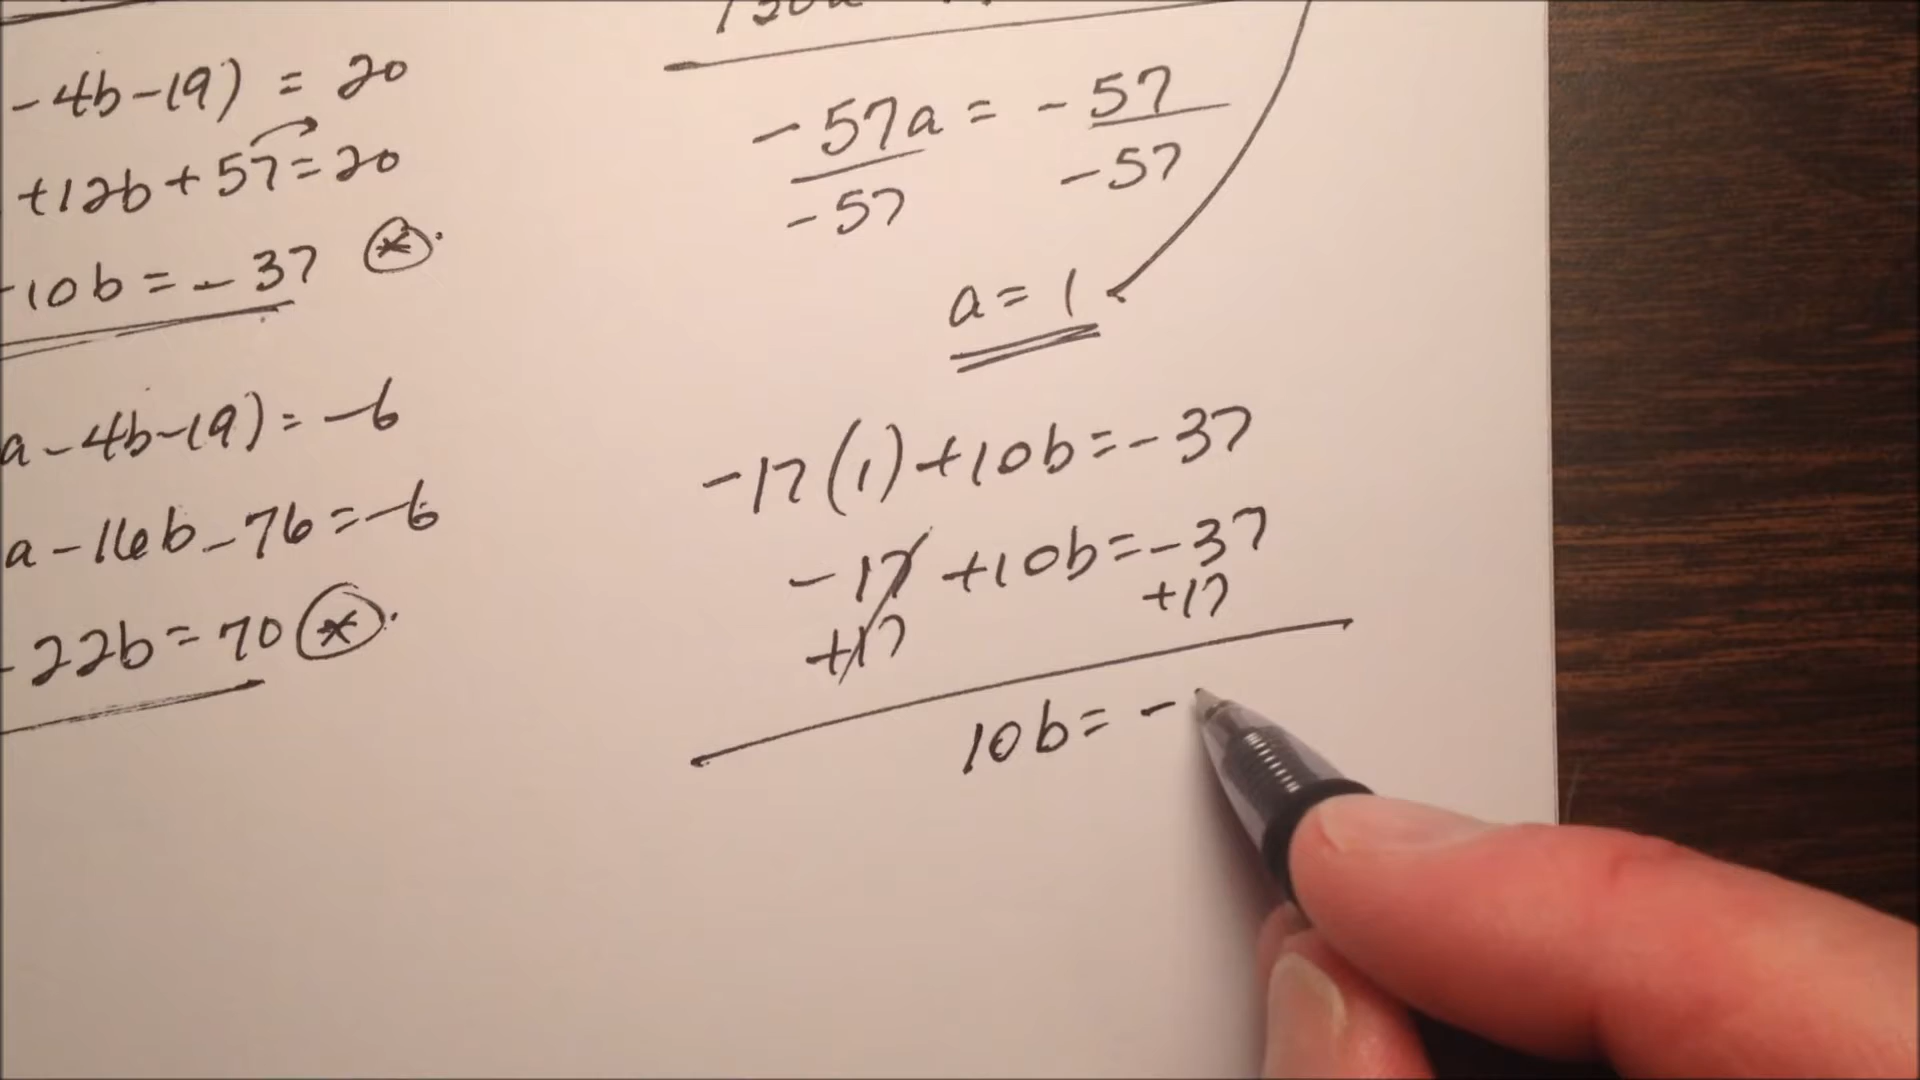 - 4b - 19) = 20
+12b + 57 = 20
10b = - 37 *
a - 4b - 19) = -6
a - 16b - 76 = -6
- 22b = 70 *
-57a = -57
-57 -57
a = 1
-17(1) + 10b = -37
-17 + 10b = -37
+17 +17
10b = -